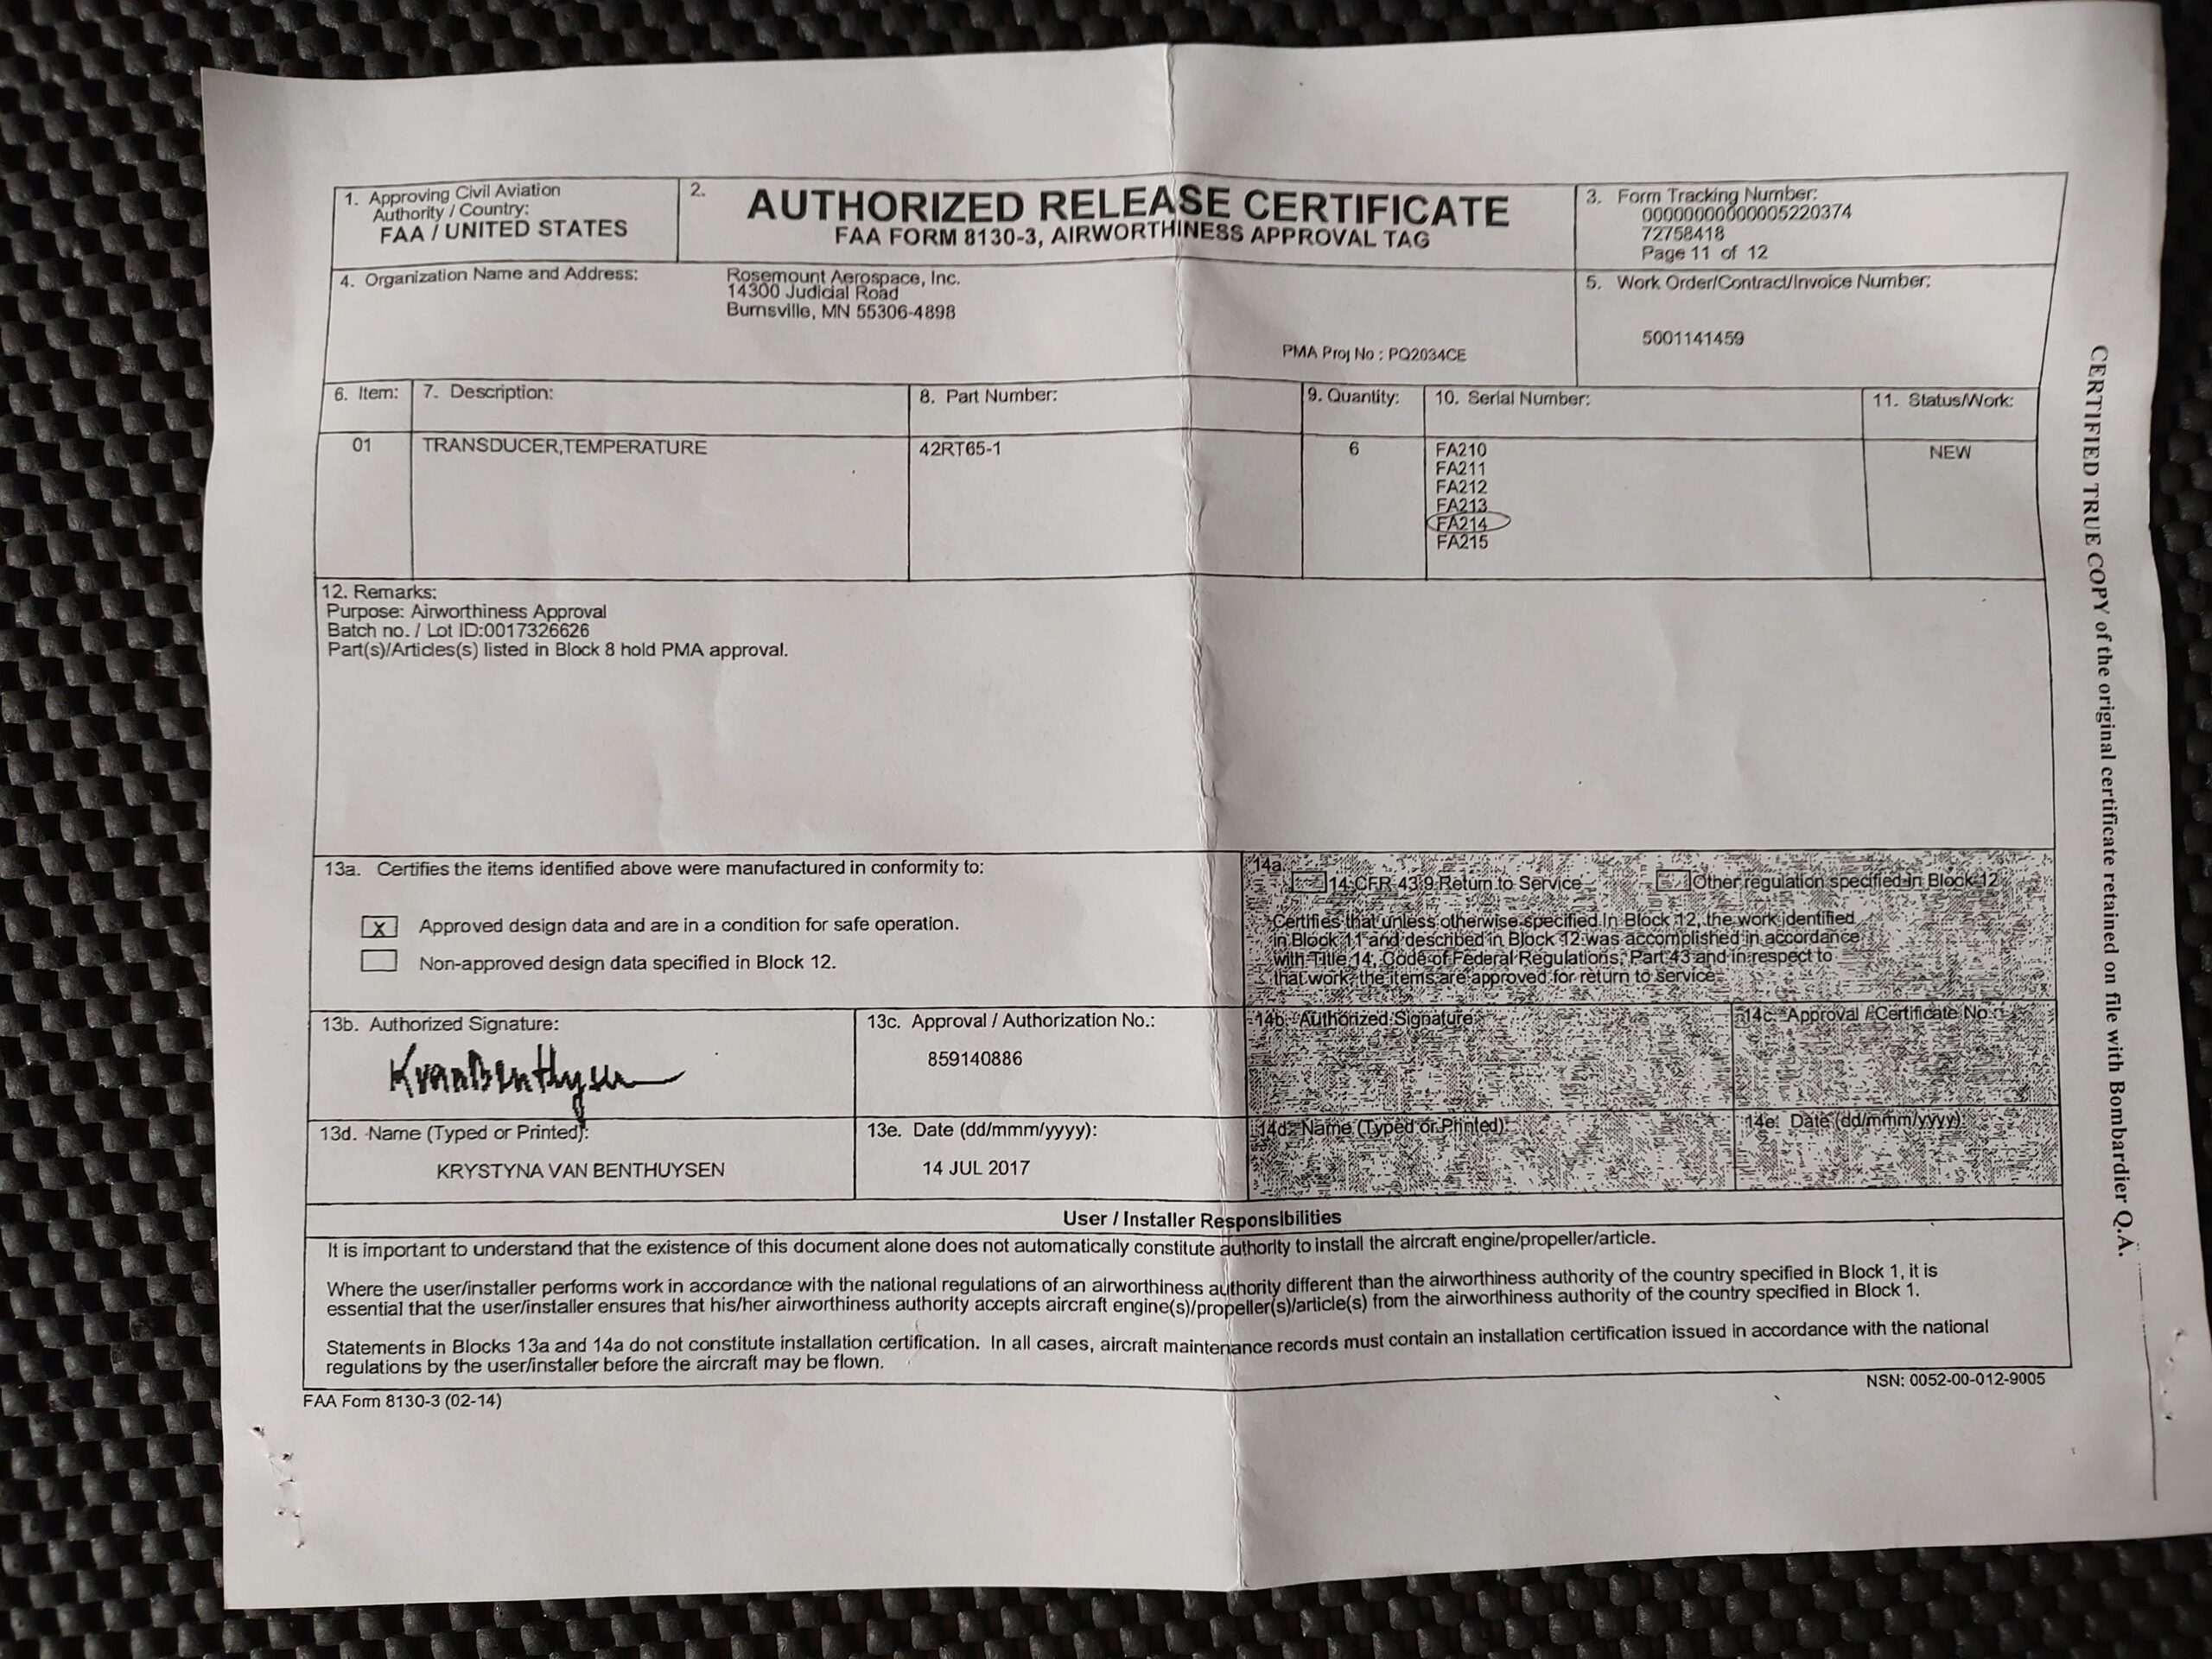 1. Approving Civil Aviation
Authority / Country:
FAA / UNITED STATES
2.
AUTHORIZED RELEASE CERTIFICATE
FAA FORM 8130-3, AIRWORTHINESS APPROVAL TAG
3. Form Tracking Number:
00000000000005220374
72758418
Page 11 of 12
4. Organization Name and Address:
Rosemount Aerospace, Inc.
14300 Judicial Road
Burnsville, MN 55306-4898
PMA Proj No : PQ2034CE
5. Work Order/Contract/Invoice Number:
5001141459
6. Item:
7. Description:
8. Part Number:
9. Quantity:
10. Serial Number:
11. Status/Work:
01
TRANSDUCER,TEMPERATURE
42RT65-1
6
FA210
FA211
FA212
FA213
FA214
FA215
NEW
12. Remarks:
Purpose: Airworthiness Approval
Batch no. / Lot ID:0017326626
Part(s)/Articles(s) listed in Block 8 hold PMA approval.
13a. Certifies the items identified above were manufactured in conformity to:
X Approved design data and are in a condition for safe operation.
Non-approved design data specified in Block 12.
14a.
14 CFR 43.9 Return to Service
Other regulation specified in Block 12
Certifies that unless otherwise specified in Block 12, the work identified
in Block 11 and described in Block 12 was accomplished in accordance
with Title 14, Code of Federal Regulations, Part 43 and in respect to
that work, the items are approved for return to service.
13b. Authorized Signature:
KvanBenthysen
13c. Approval / Authorization No.:
859140886
14b. Authorized Signature:
14c. Approval / Certificate No.:
13d. Name (Typed or Printed):
KRYSTYNA VAN BENTHUYSEN
13e. Date (dd/mmm/yyyy):
14 JUL 2017
14d. Name (Typed or Printed):
14e. Date (dd/mmm/yyyy):
User / Installer Responsibilities
It is important to understand that the existence of this document alone does not automatically constitute authority to install the aircraft engine/propeller/article.
Where the user/installer performs work in accordance with the national regulations of an airworthiness authority different than the airworthiness authority of the country specified in Block 1, it is
essential that the user/installer ensures that his/her airworthiness authority accepts aircraft engine(s)/propeller(s)/article(s) from the airworthiness authority of the country specified in Block 1.
Statements in Blocks 13a and 14a do not constitute installation certification. In all cases, aircraft maintenance records must contain an installation certification issued in accordance with the national
regulations by the user/installer before the aircraft may be flown.
FAA Form 8130-3 (02-14)
NSN: 0052-00-012-9005
CERTIFIED TRUE COPY of the original certificate retained on file with Bombardier Q.A.